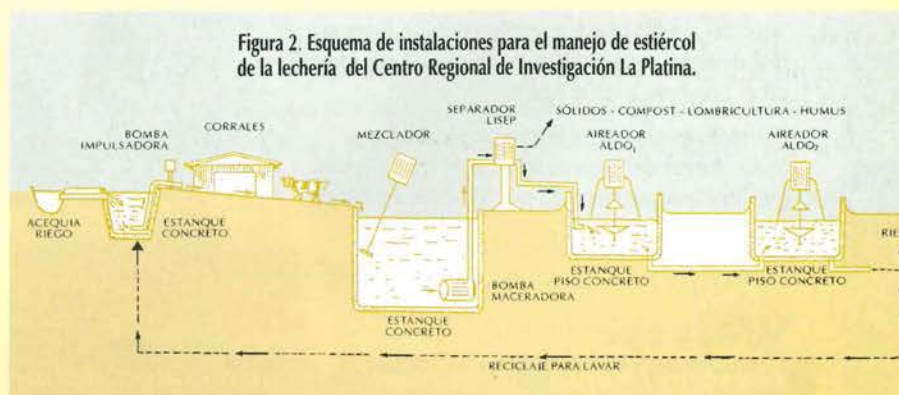 Figura 2. Esquema de instalaciones para el manejo de estiércol
de la lechería del Centro Regional de Investigación La Platina.
SEPARADOR
LISEP
SÓLIDOS - COMPOST - LOMBRICULTURA - HUMUS
BOMBA
IMPULSADORA
CORRALES
MEZCLADOR
AIREADOR
ALDO₁
AIREADOR
ALDO₂
ACEQUIA
RIEGO
ESTANQUE
CONCRETO
BOMBA
MACERADORA
ESTANQUE
PISO CONCRETO
ESTANQUE
PISO CONCRETO
ESTANQUE
CONCRETO
RECICLAJE PARA LAVAR